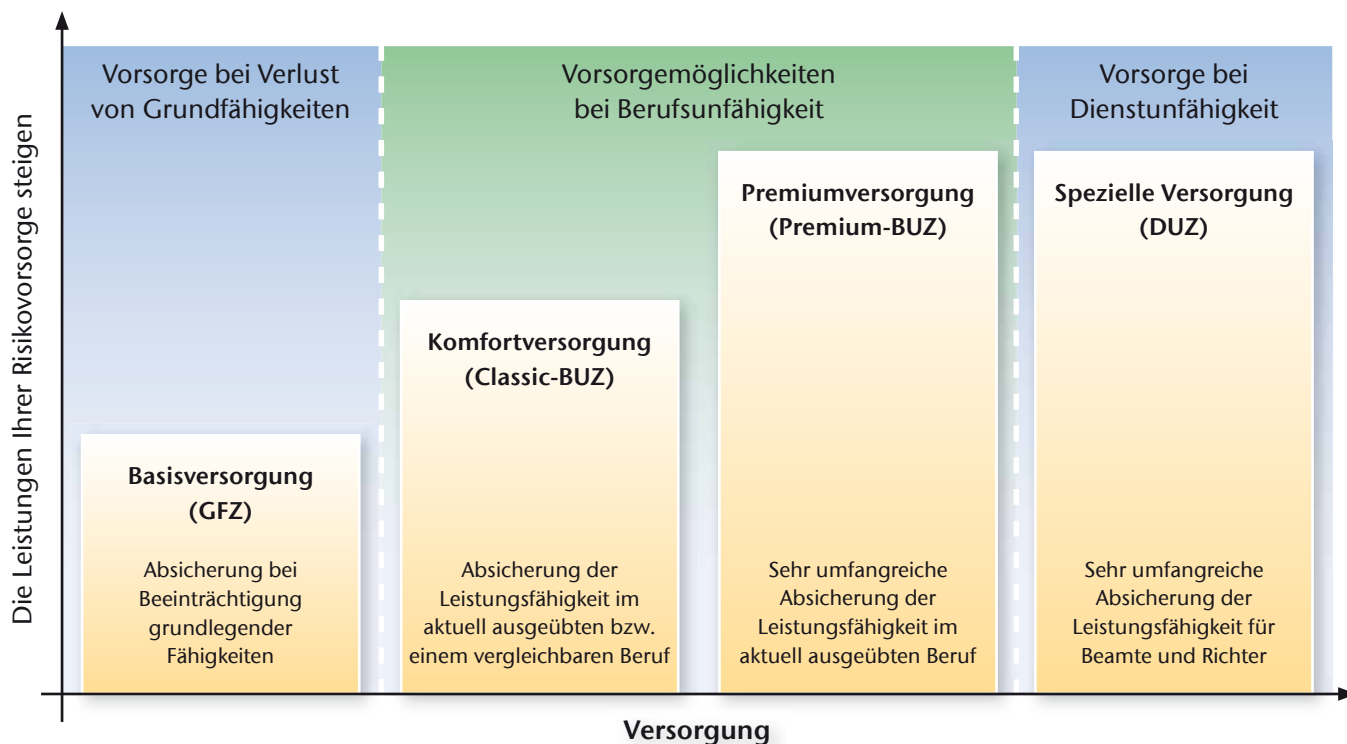 Die Leistungen Ihrer Risikovorsorge steigen
Vorsorge bei Verlust
von Grundfähigkeiten
Vorsorgemöglichkeiten
bei Berufsunfähigkeit
Vorsorge bei
Dienstunfähigkeit
Basisversorgung
(GFZ)
Absicherung bei
Beeinträchtigung
grundlegender
Fähigkeiten
Komfortversorgung
(Classic-BUZ)
Absicherung der
Leistungsfähigkeit im
aktuell ausgeübten bzw.
einem vergleichbaren Beruf
Premiumversorgung
(Premium-BUZ)
Sehr umfangreiche
Absicherung der
Leistungsfähigkeit im
aktuell ausgeübten Beruf
Spezielle Versorgung
(DUZ)
Sehr umfangreiche
Absicherung der
Leistungsfähigkeit für
Beamte und Richter
Versorgung